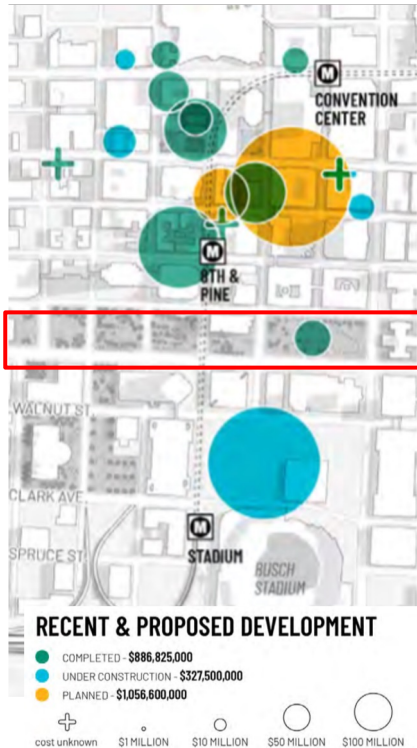 M
CONVENTION
CENTER
M
8TH &
PINE
WALNUT ST
CLARK AVE
M
SPRUCE ST
STADIUM
BUSCH
STADIUM
RECENT & PROPOSED DEVELOPMENT
COMPLETED - $886,825,000
UNDER CONSTRUCTION - $327,500,000
PLANNED - $1,056,600,000
cost unknown $1 MILLION $10 MILLION $50 MILLION $100 MILLION